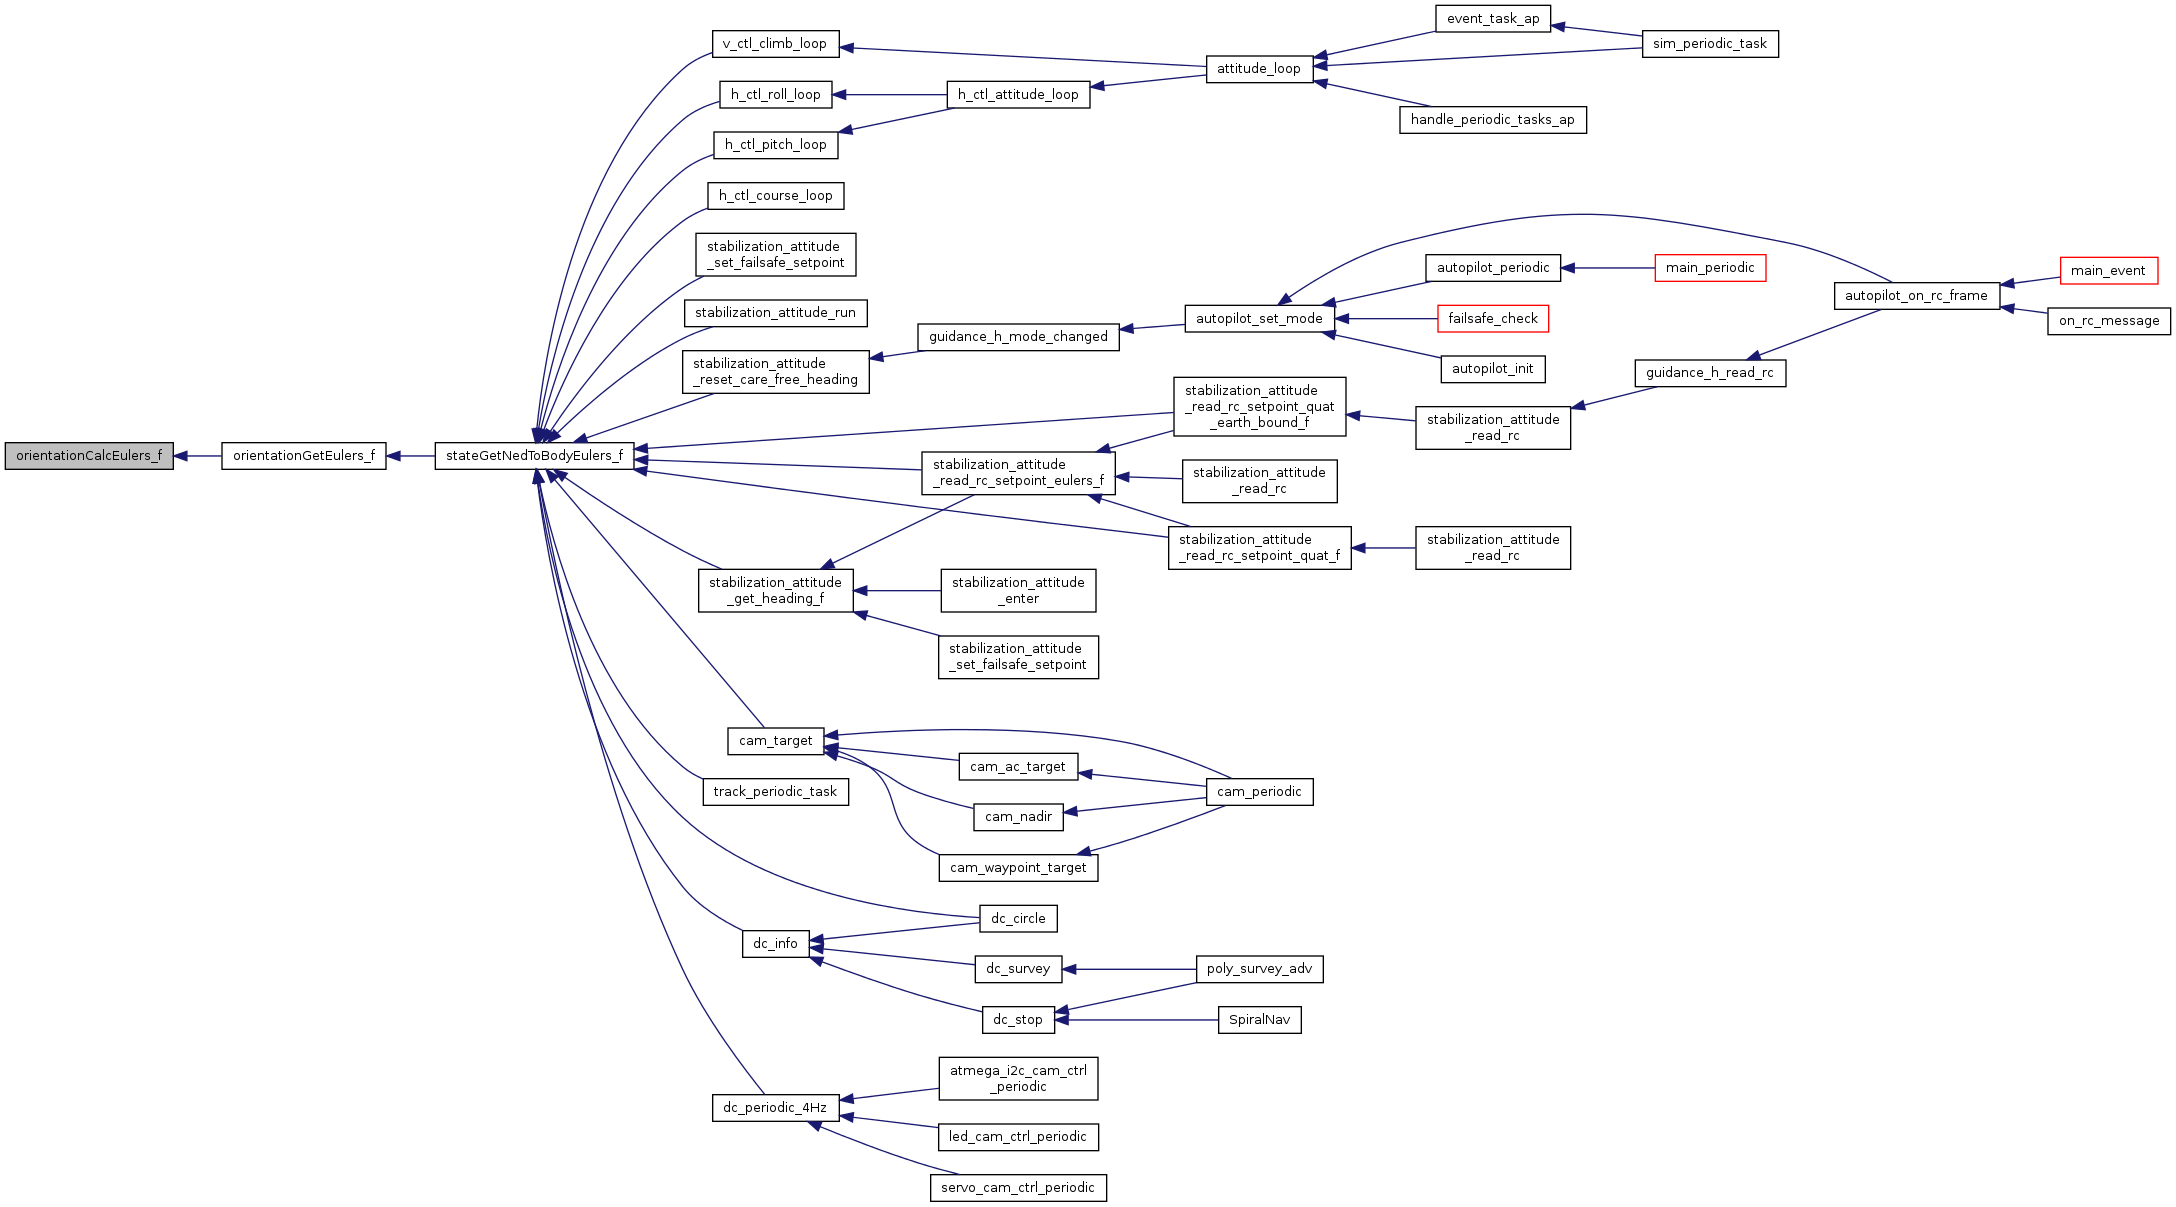 event_task_ap
v_ctl_climb_loop
sim_periodic_task
attitude_loop
h_ctl_roll_loop
h_ctl_attitude_loop
handle_periodic_tasks_ap
h_ctl_pitch_loop
h_ctl_course_loop
stabilization_attitude
_set_failsafe_setpoint
autopilot_periodic
main_periodic
main_event
autopilot_on_rc_frame
stabilization_attitude_run
autopilot_set_mode
failsafe_check
on_rc_message
guidance_h_mode_changed
stabilization_attitude
_reset_care_free_heading
autopilot_init
guidance_h_read_rc
stabilization_attitude
_read_rc_setpoint_quat
_earth_bound_f
stabilization_attitude
_read_rc
orientationCalcEulers_f
orientationGetEulers_f
stateGetNedToBodyEulers_f
stabilization_attitude
_read_rc_setpoint_eulers_f
stabilization_attitude
_read_rc
stabilization_attitude
_read_rc_setpoint_quat_f
stabilization_attitude
_read_rc
stabilization_attitude
_get_heading_f
stabilization_attitude
_enter
stabilization_attitude
_set_failsafe_setpoint
cam_target
cam_ac_target
track_periodic_task
cam_periodic
cam_nadir
cam_waypoint_target
dc_circle
dc_info
dc_survey
poly_survey_adv
dc_stop
SpiralNav
atmega_i2c_cam_ctrl
_periodic
dc_periodic_4Hz
led_cam_ctrl_periodic
servo_cam_ctrl_periodic